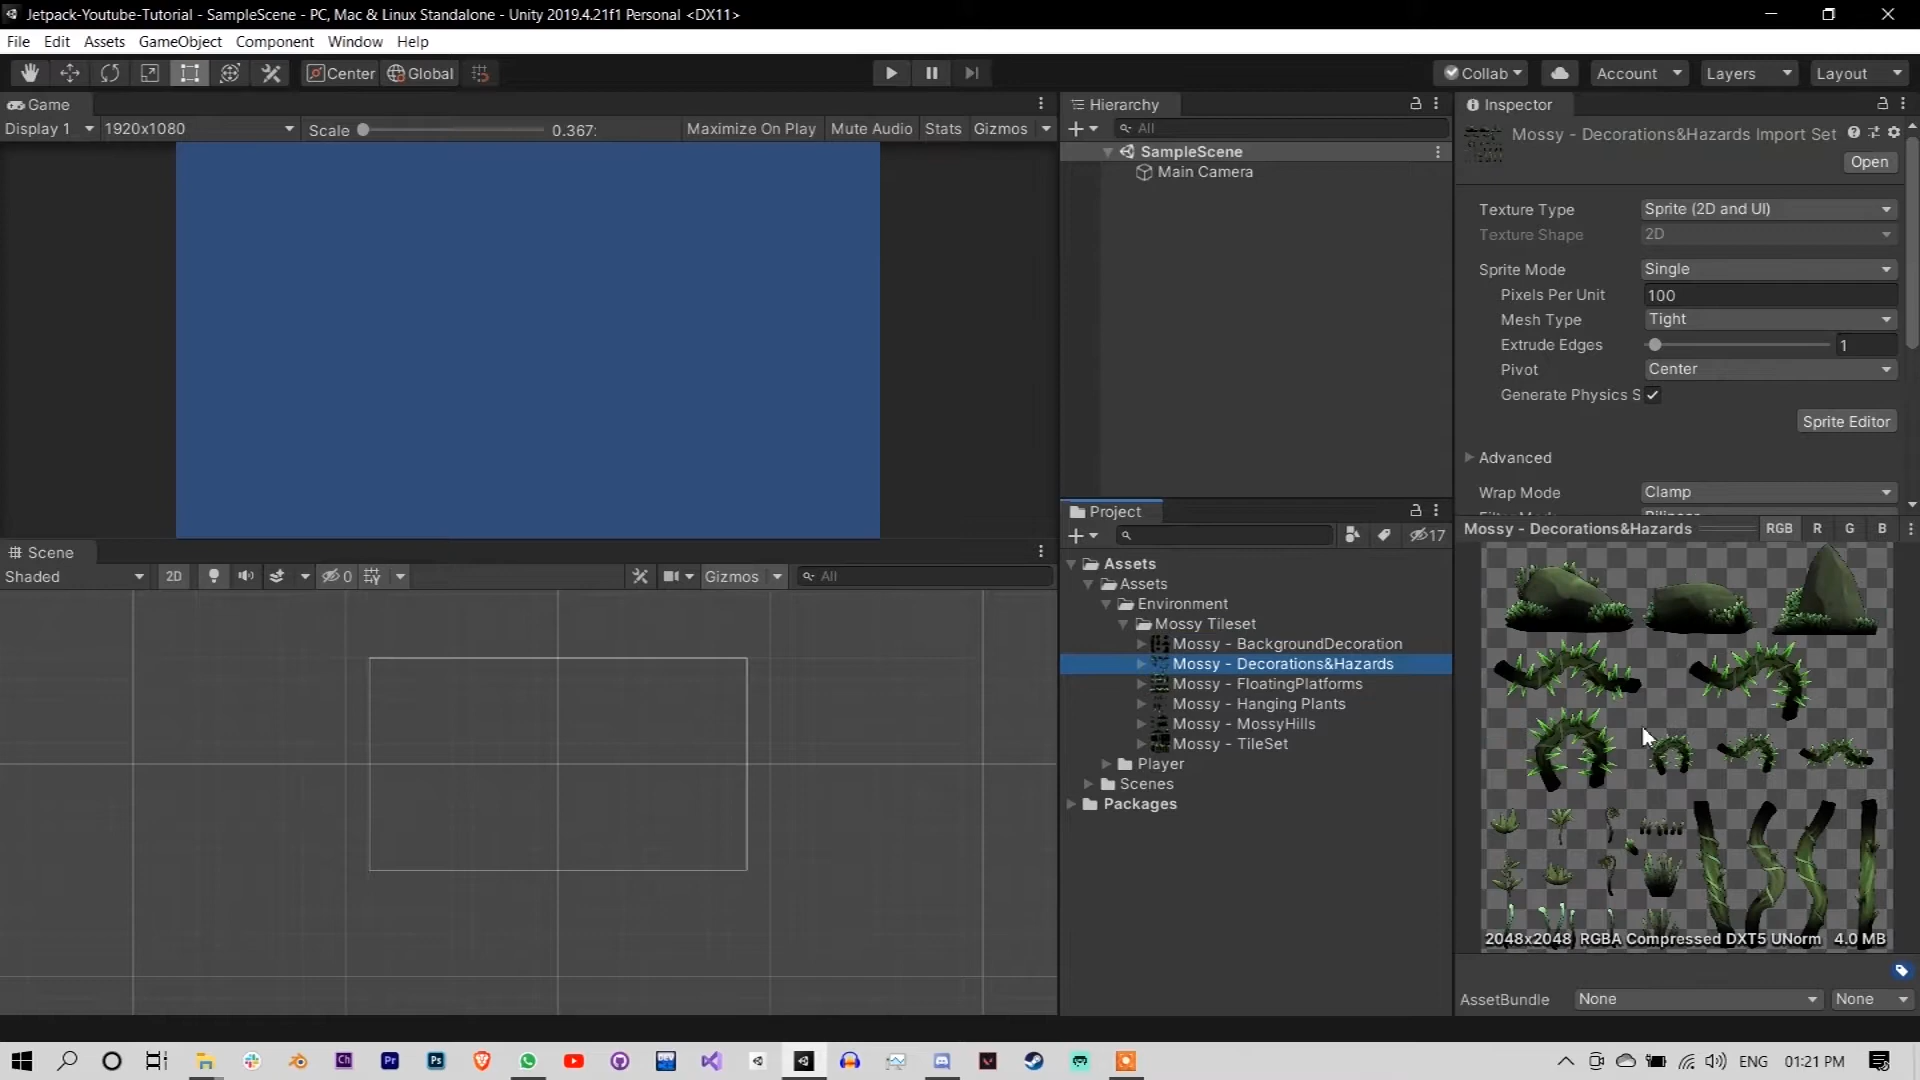 Jetpack-Youtube-Tutorial - SampleScene - PC, Mac & Linux Standalone - Unity 2019.4.21f1 Personal <DX11>
File Edit Assets GameObject Component Window Help
Center Global Collab Account Layers Layout
Game
Display 1 1920x1080 Scale 0.367: Maximize On Play Mute Audio Stats Gizmos
Hierarchy
All
SampleScene
Main Camera
Inspector
Mossy - Decorations&Hazards Import Set
Open
Texture Type Sprite (2D and UI)
Texture Shape 2D
Sprite Mode Single
Pixels Per Unit 100
Mesh Type Tight
Extrude Edges 1
Pivot Center
Generate Physics S
Sprite Editor
Advanced
Wrap Mode Clamp
Scene
Shaded 2D 0 Gizmos All
Project
17
Assets
Assets
Environment
Mossy Tileset
Mossy - BackgroundDecoration
Mossy - Decorations&Hazards
Mossy - FloatingPlatforms
Mossy - Hanging Plants
Mossy - MossyHills
Mossy - TileSet
Player
Scenes
Packages
Mossy - Decorations&Hazards RGB R G B
2048x2048 RGBA Compressed DXT5 UNorm 4.0 MB
AssetBundle None None
Ch Pr Ps
ENG 01:21 PM